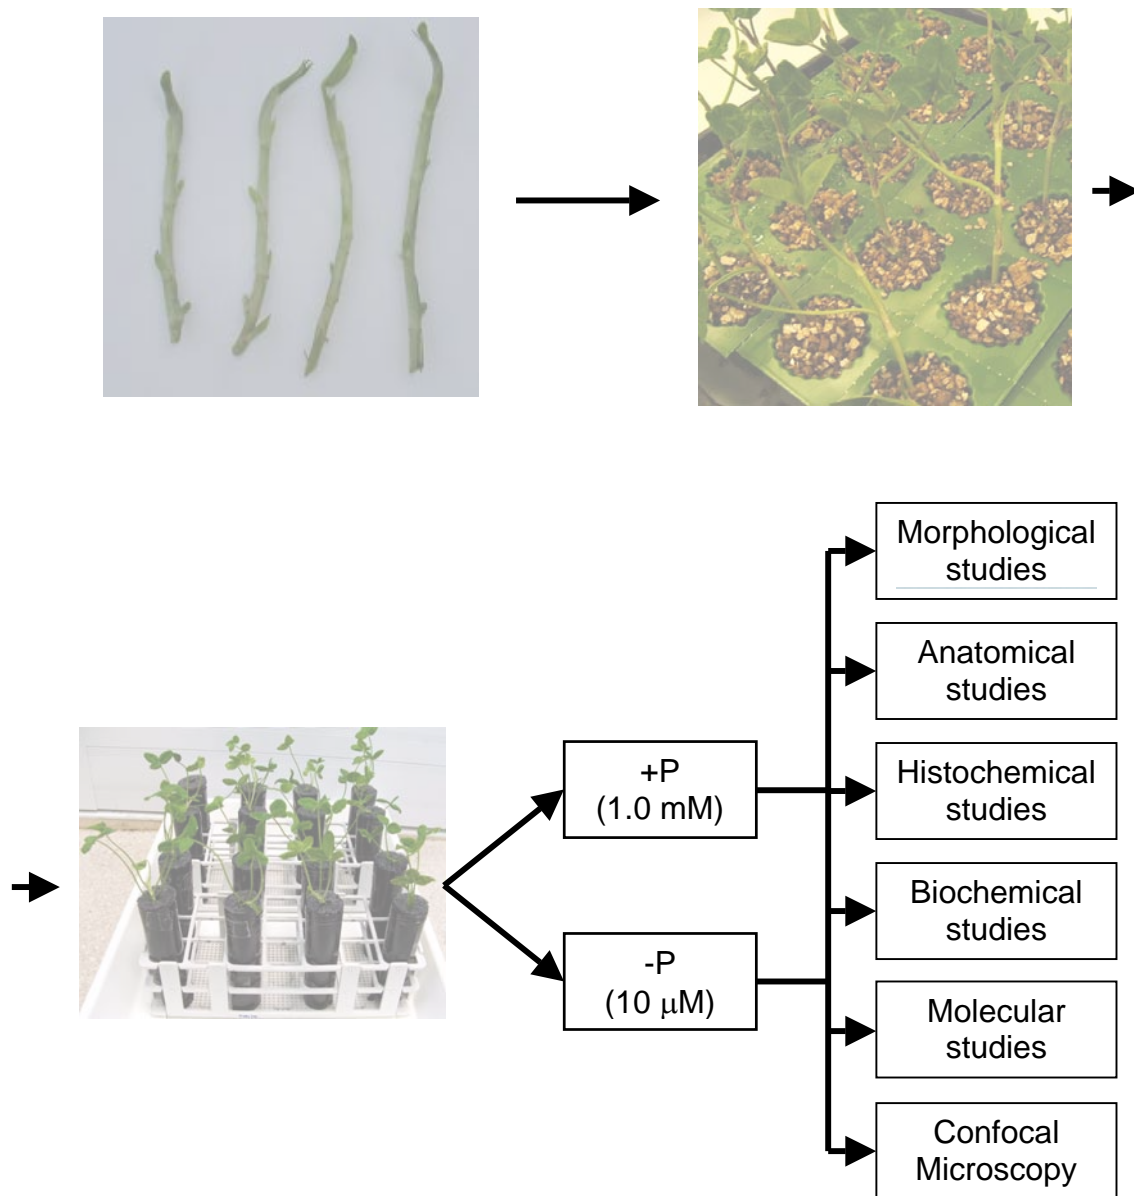 Morphological
studies
Anatomical
studies
+P
(1.0 mM)
Histochemical
studies
Biochemical
studies
-P
(10 μM)
Molecular
studies
Confocal
Microscopy